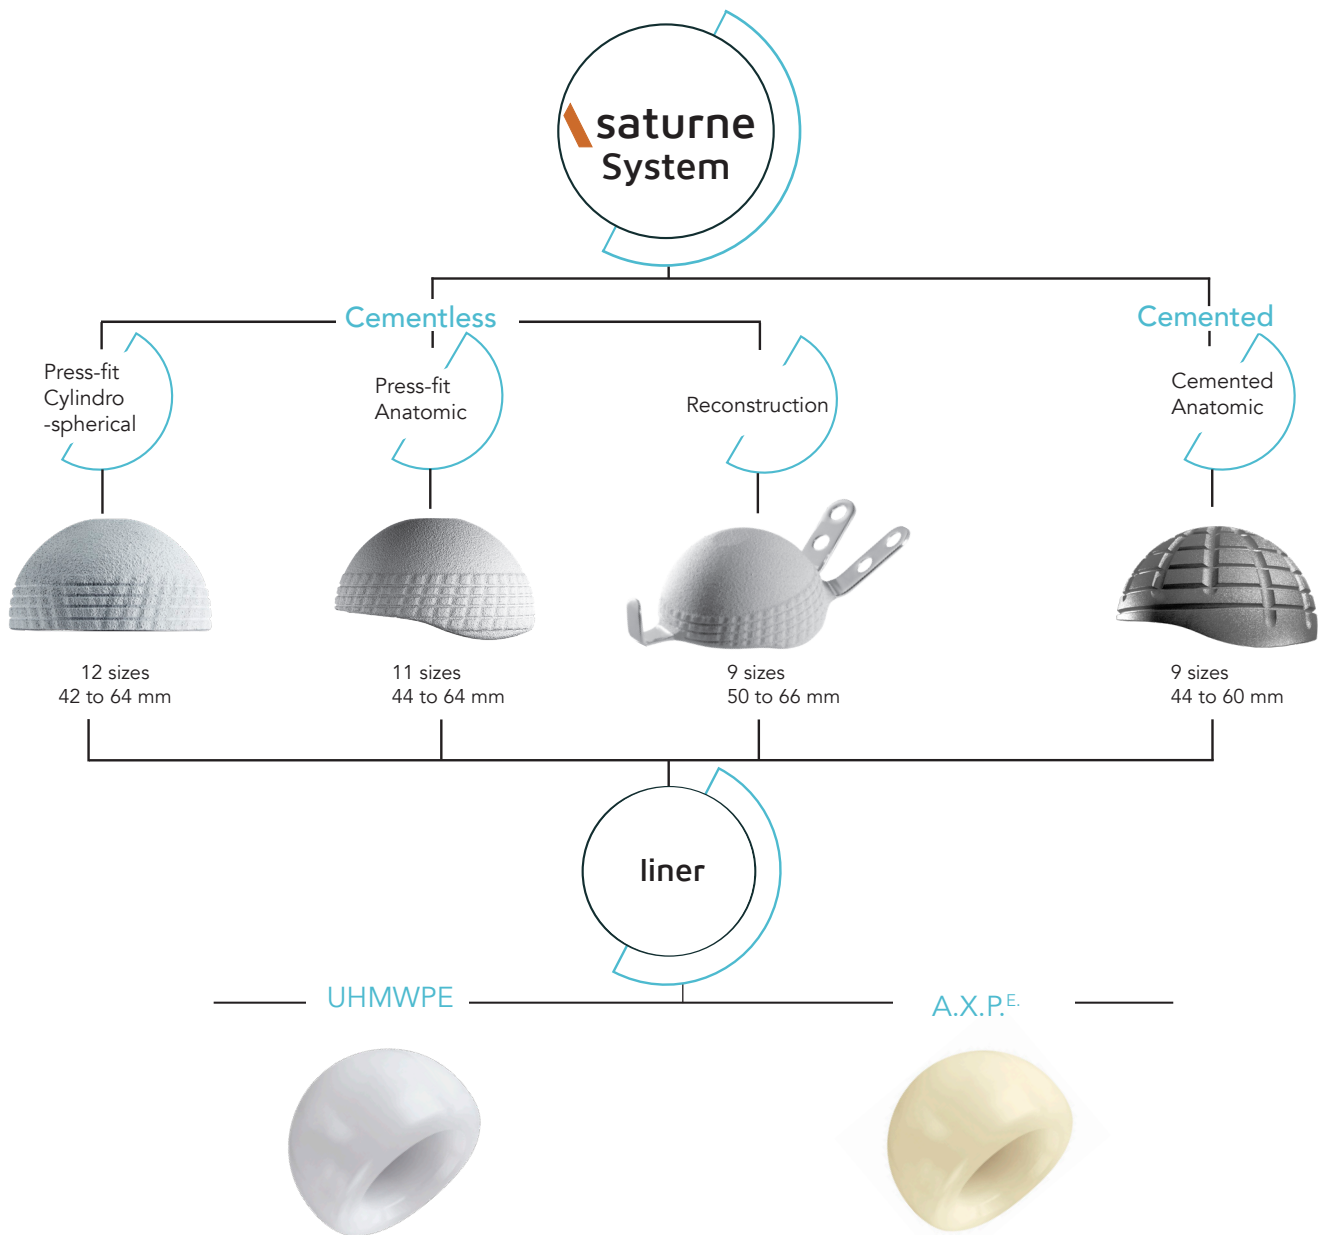 saturne
System
Cementless
Cemented
Press-fit
Cylindro
-spherical
Press-fit
Anatomic
Reconstruction
Cemented
Anatomic
12 sizes
42 to 64 mm
11 sizes
44 to 64 mm
9 sizes
50 to 66 mm
9 sizes
44 to 60 mm
liner
UHMWPE
A.X.P.E.